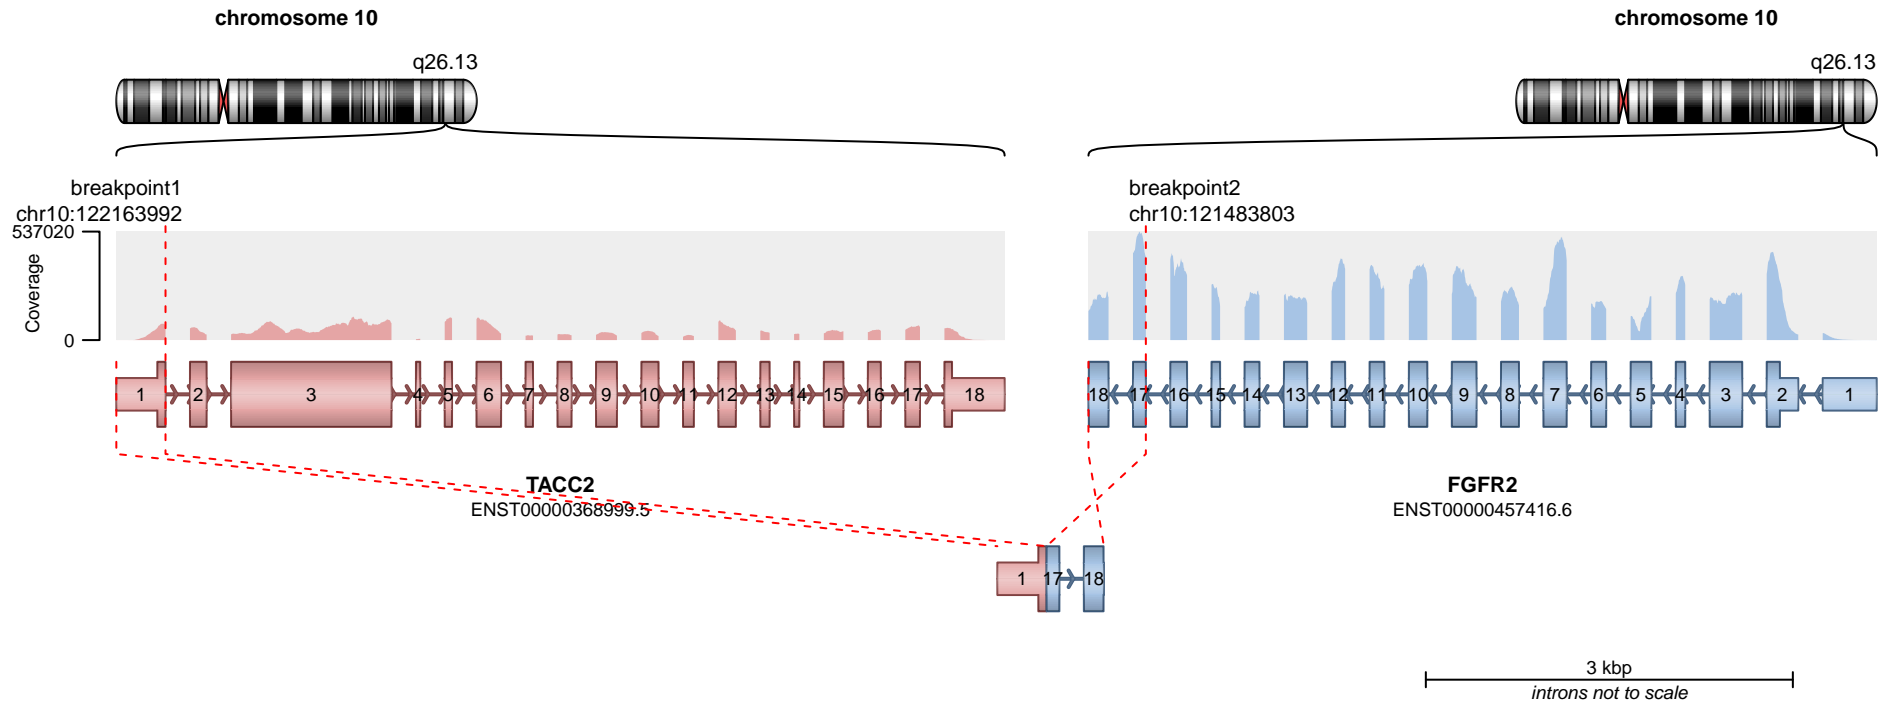 chromosome 10
chromosome 10
q26.13
q26.13
breakpoint1
chr10:122163992
breakpoint2
chr10:121483803
537020
Coverage
0
1 2 3 4 5 6 7 8 9 10 11 12 13 14 15 16 17 18
18 17 16 15 14 13 12 11 10 9 8 7 6 5 4 3 2 1
TACC2
ENST00000368999.5
FGFR2
ENST00000457416.6
1 17 18
3 kbp
introns not to scale